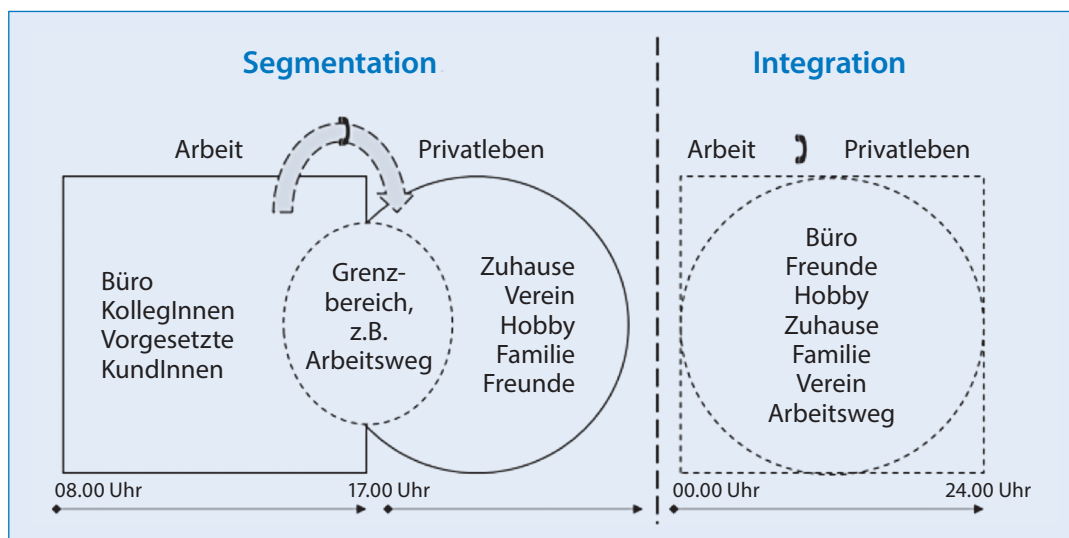 Segmentation
Arbeit
Privatleben
Büro
KollegInnen
Vorgesetzte
KundInnen
Grenz-
bereich,
z.B.
Arbeitsweg
Zuhause
Verein
Hobby
Familie
Freunde
08.00 Uhr
17.00 Uhr
Integration
Arbeit
Privatleben
Büro
Freunde
Hobby
Zuhause
Familie
Verein
Arbeitsweg
00.00 Uhr
24.00 Uhr